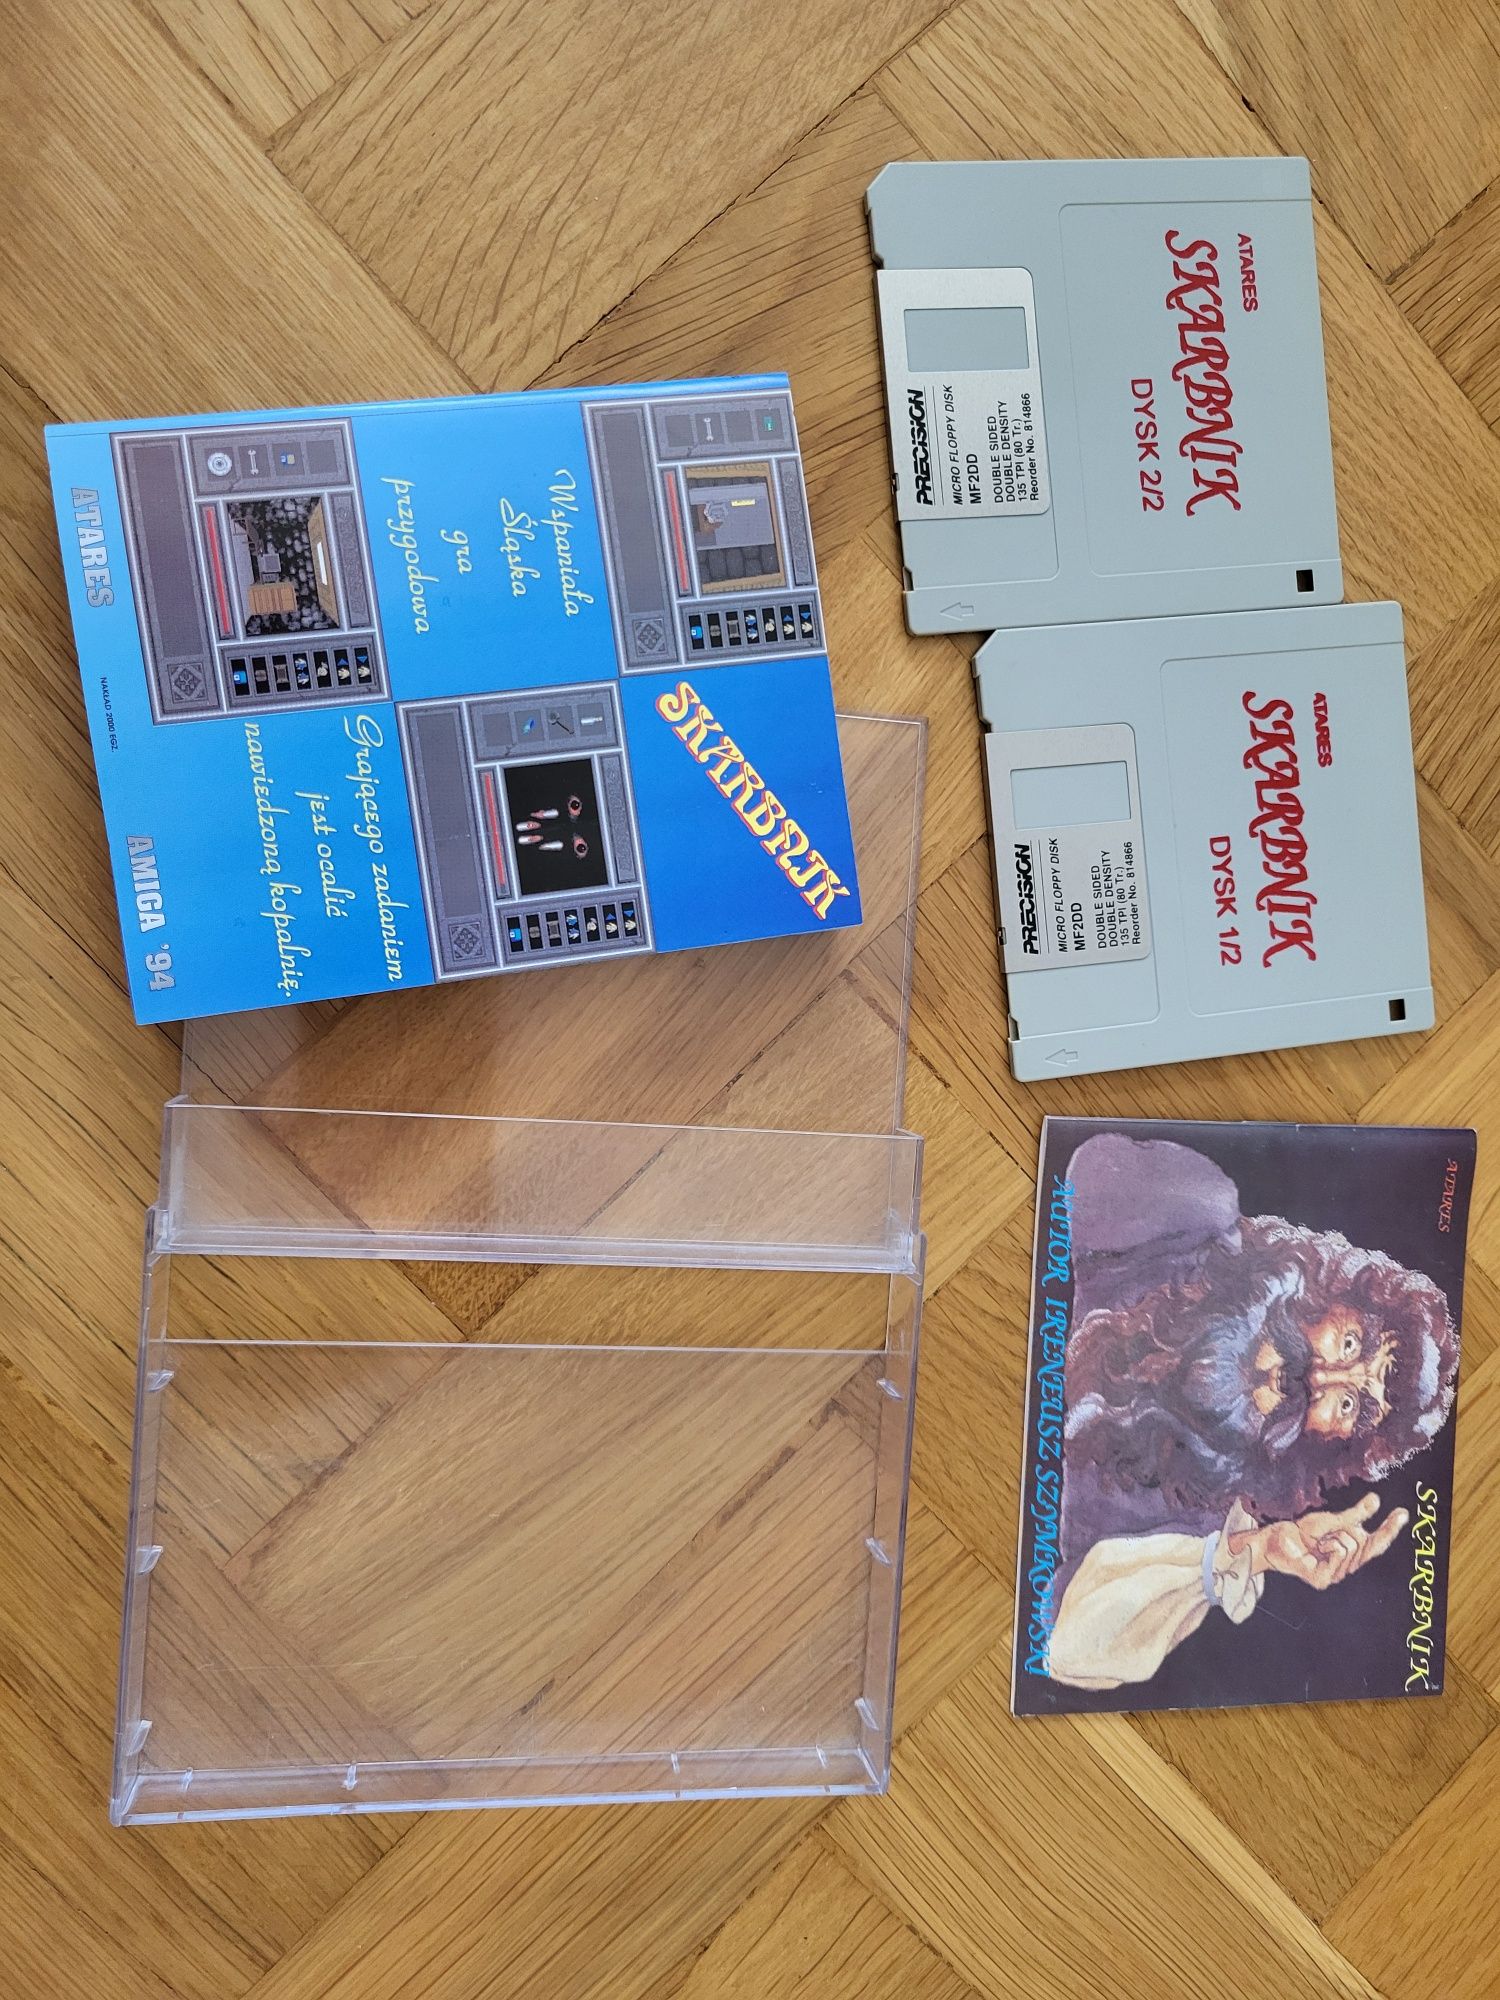 ATARES
SKARBNIK
DYSK 2/2
PRECISION
MICRO FLOPPY DISK
MF2DD
DOUBLE SIDED
DOUBLE DENSITY
135 TPI (80 Tr.)
Reorder No. 814866
ATARES
SKARBNIK
DYSK 1/2
PRECISION
MICRO FLOPPY DISK
MF2DD
DOUBLE SIDED
DOUBLE DENSITY
135 TPI (80 Tr.)
Reorder No. 814866
ATARES
SKARBNIK
AUTOR IRENEUSZ SZYMKOWSKI
SKARBNIK
Wspaniała
Śląska
gra
przygodowa
Grającego zadaniem
jest ocalić
nawiedzoną kopalnię.
NAKŁAD 2000 EGZ.
ATARES
AMIGA '94